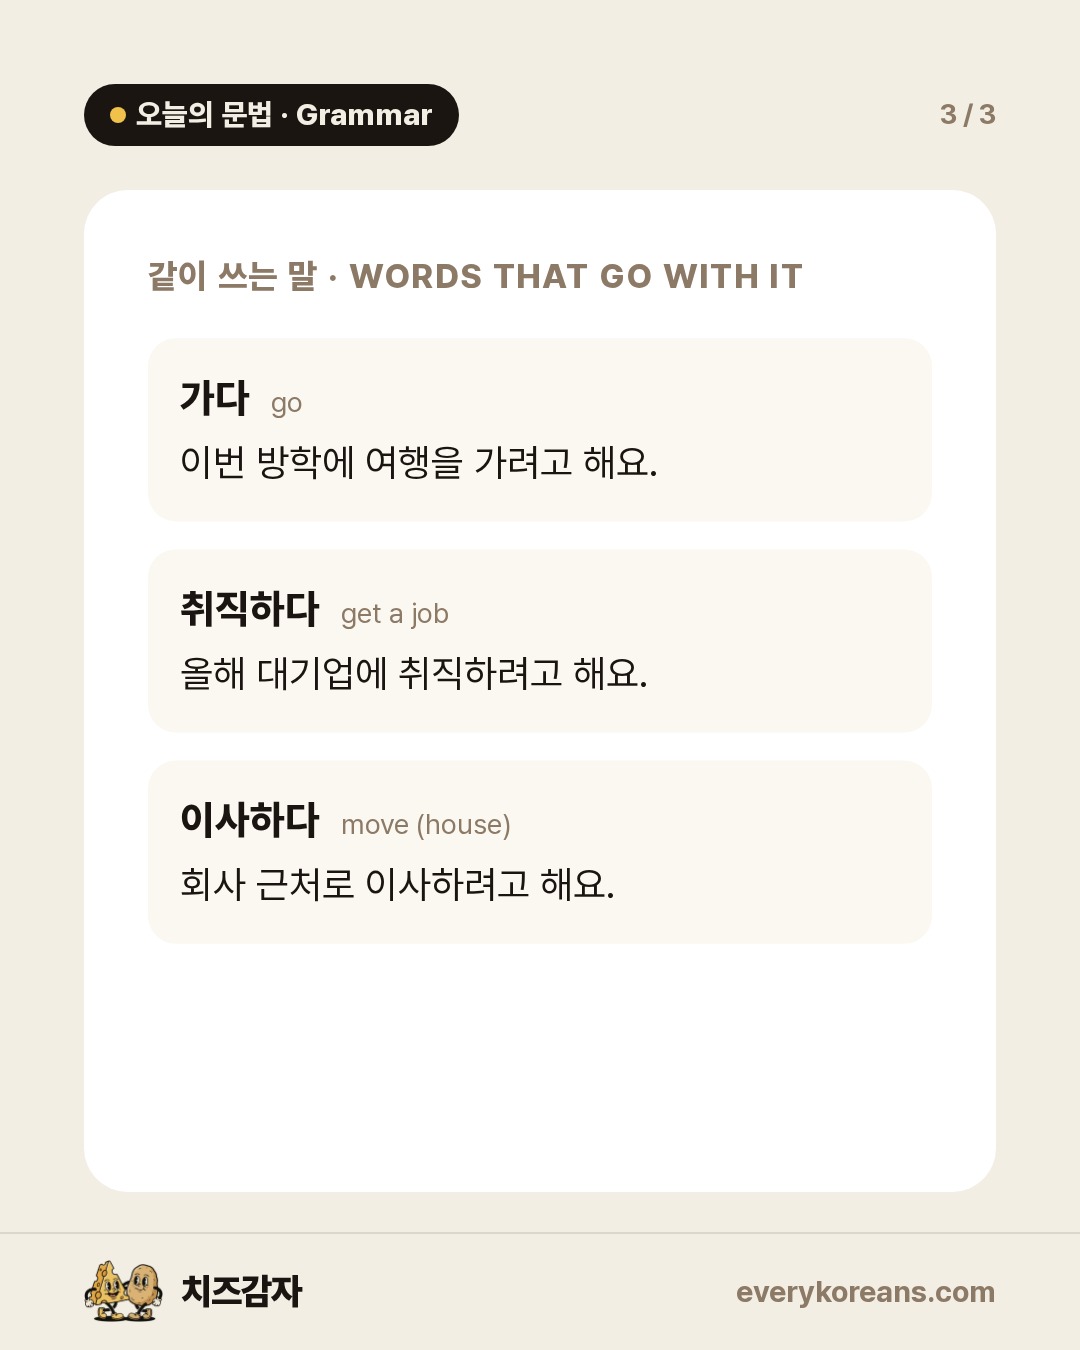 오늘의 문법 · Grammar
3 / 3
같이 쓰는 말 · WORDS THAT GO WITH IT
가다 go
이번 방학에 여행을 가려고 해요.
취직하다 get a job
올해 대기업에 취직하려고 해요.
이사하다 move (house)
회사 근처로 이사하려고 해요.
치즈감자
everykoreans.com